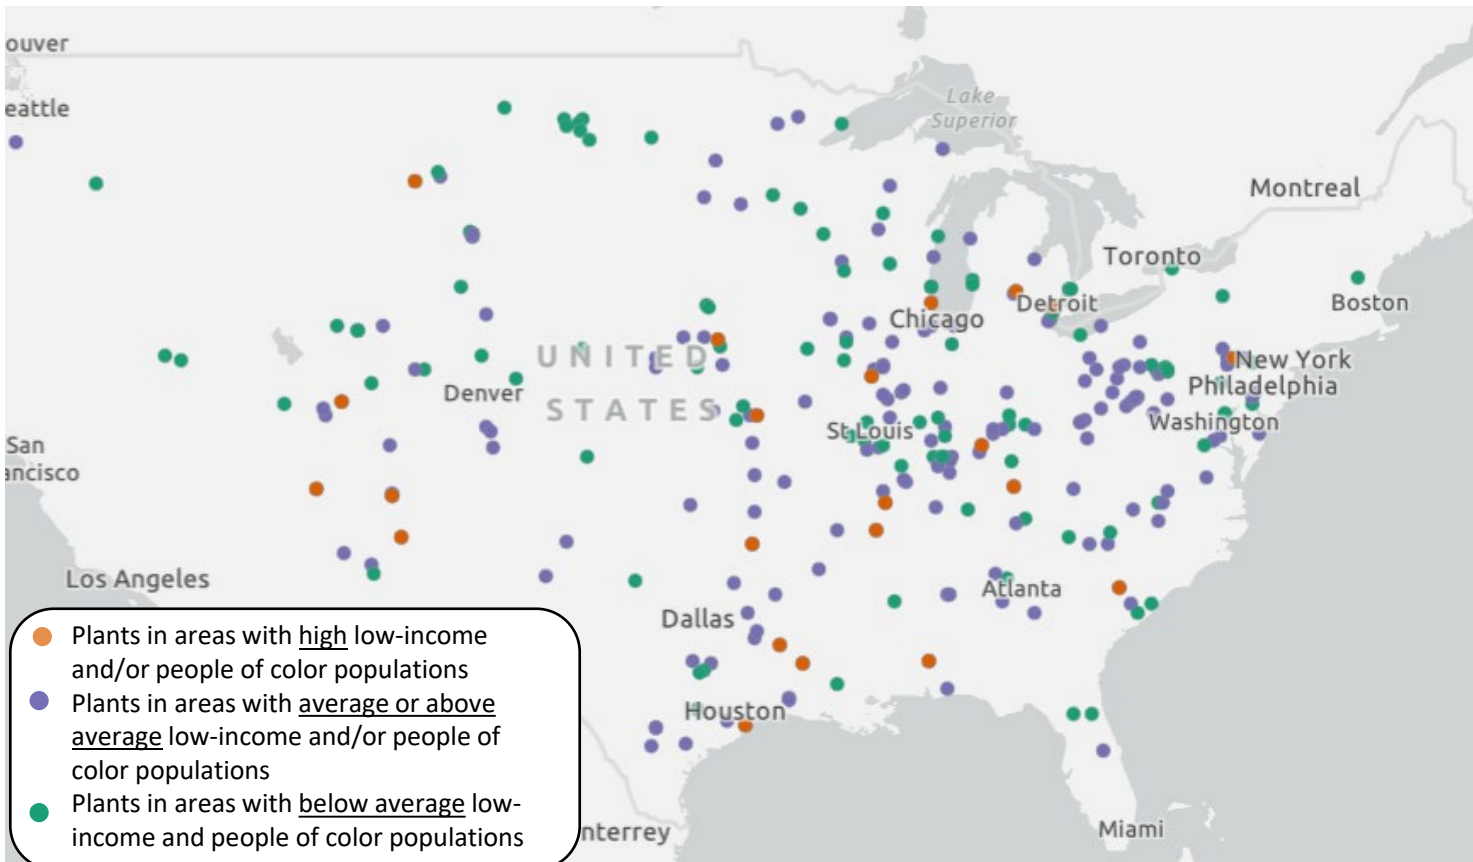 ouver
eattle
Lake
Superior
Montreal
Toronto
Boston
Detroit
Chicago
UNITED
STATES
New York
Philadelphia
Denver
Washington
St Louis
San
ancisco
Los Angeles
Atlanta
Dallas
Houston
Miami
nterrey
Plants in areas with high low-income
and/or people of color populations
Plants in areas with average or above
average low-income and/or people of
color populations
Plants in areas with below average low-
income and people of color populations